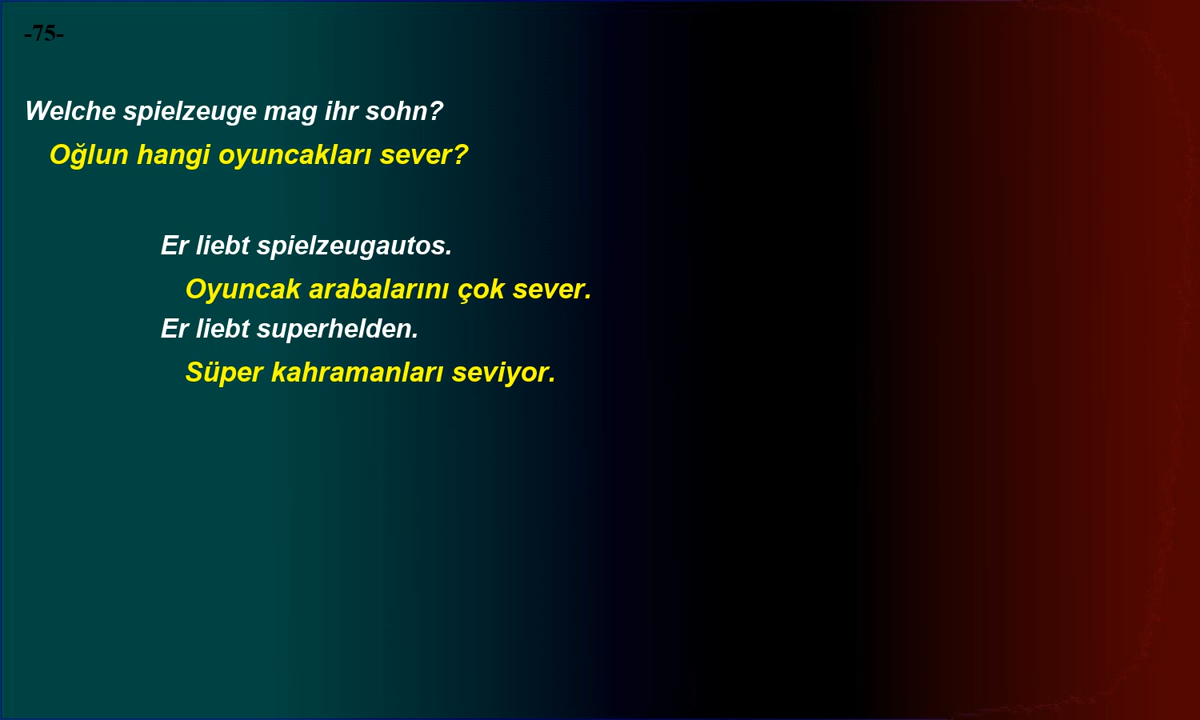 -75-
Welche spielzeuge mag ihr sohn?
Oğlun hangi oyuncakları sever?
Er liebt spielzeugautos.
Oyuncak arabalarını çok sever.
Er liebt superhelden.
Süper kahramanları seviyor.